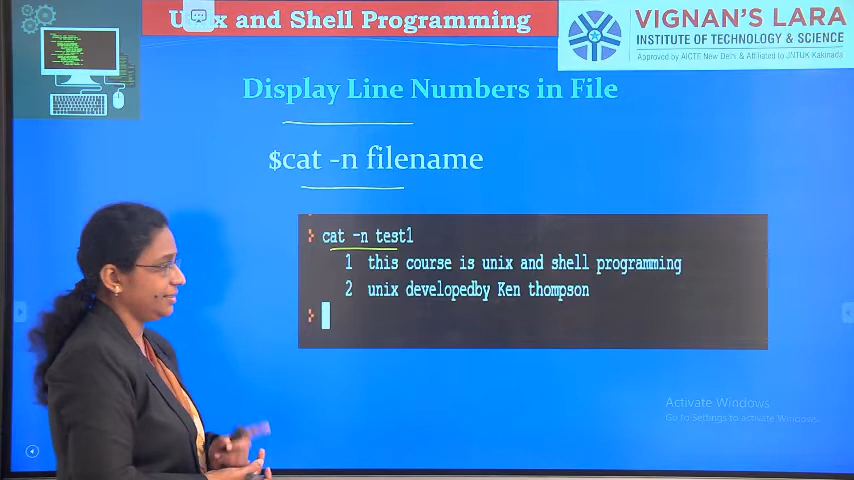 Unix and Shell Programming
VIGNAN'S LARA
INSTITUTE OF TECHNOLOGY & SCIENCE
Approved by AICTE New Delhi & Affiliated to JNTUK Kakinada
Display Line Numbers in File
$cat -n filename
cat -n test1
1 this course is unix and shell programming
2 unix developedby Ken thompson
Activate Windows
Go to Settings to activate Windows.